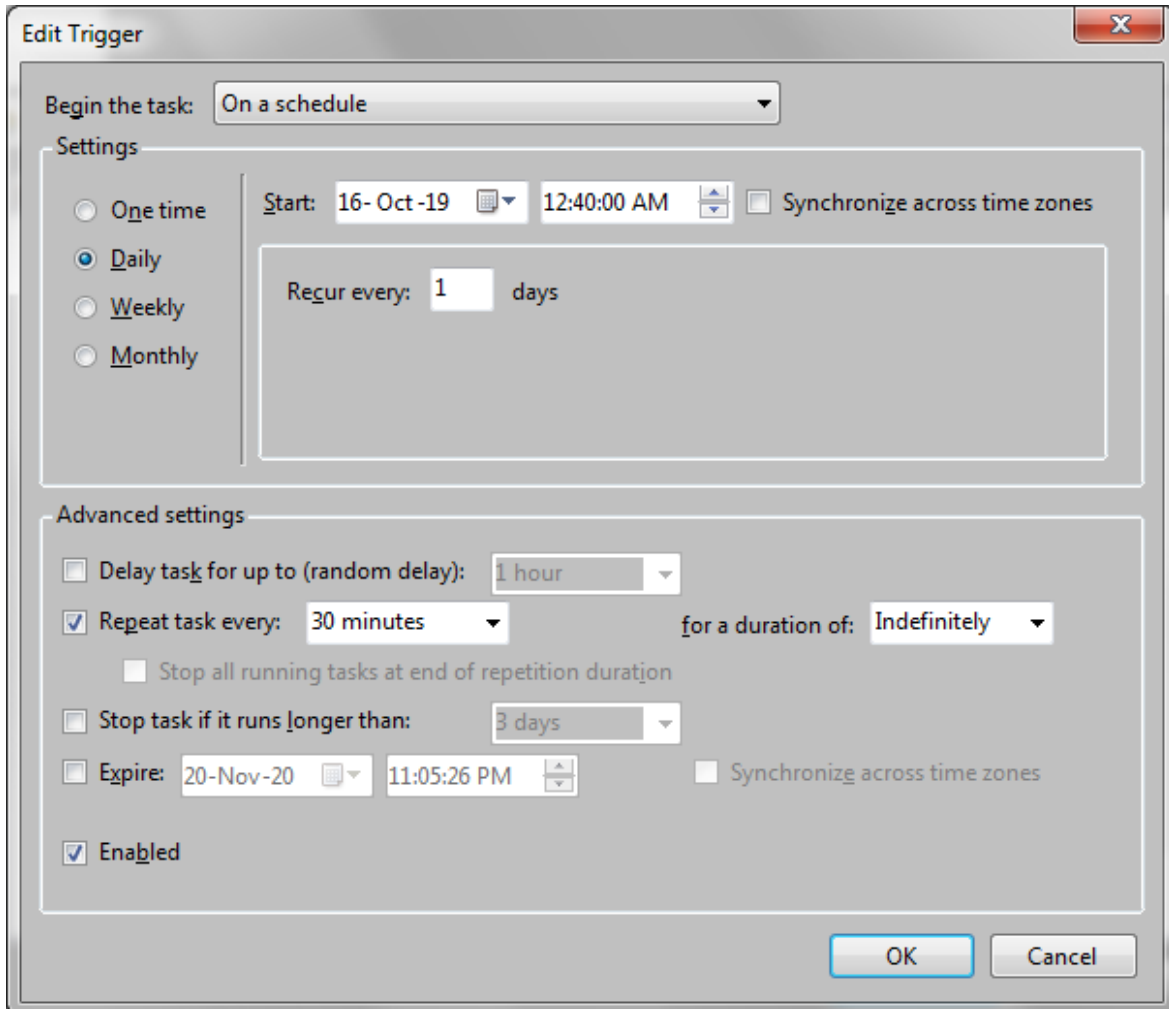 Edit Trigger
Begin the task: On a schedule
Settings
One time
Start: 16- Oct -19 12:40:00 AM Synchronize across time zones
Daily
Recur every: 1 days
Weekly
Monthly
Advanced settings
Delay task for up to (random delay): 1 hour
Repeat task every: 30 minutes for a duration of: Indefinitely
Stop all running tasks at end of repetition duration
Stop task if it runs longer than: 3 days
Expire: 20-Nov-20 11:05:26 PM Synchronize across time zones
Enabled
OK Cancel